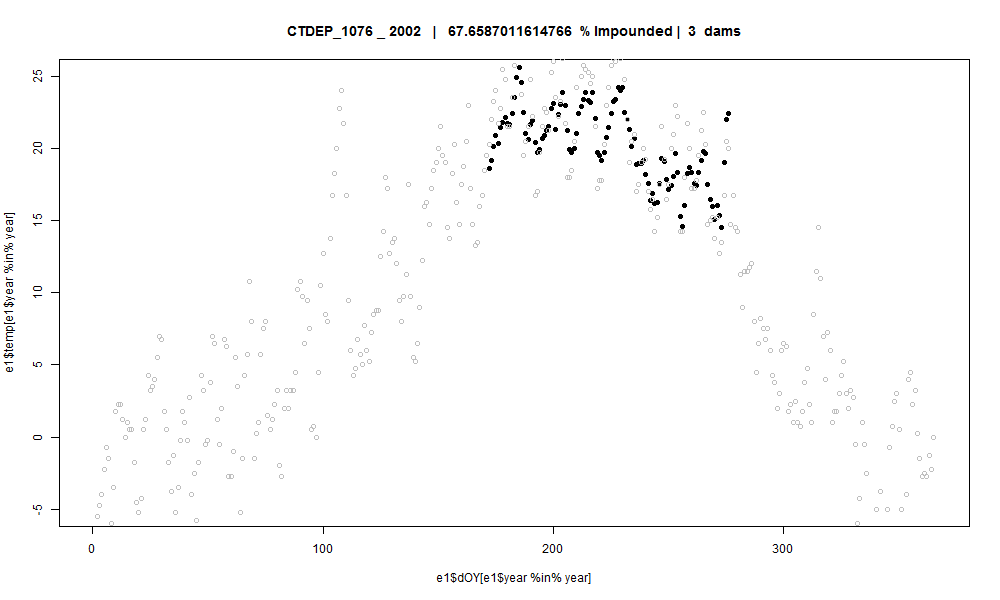 CTDEP_1076 _ 2002 | 67.6587011614766 % Impounded | 3 dams
e1$temp[e1$year %in% year]
25
20
15
10
5
0
-5
0 100 200 300
e1$dOY[e1$year %in% year]